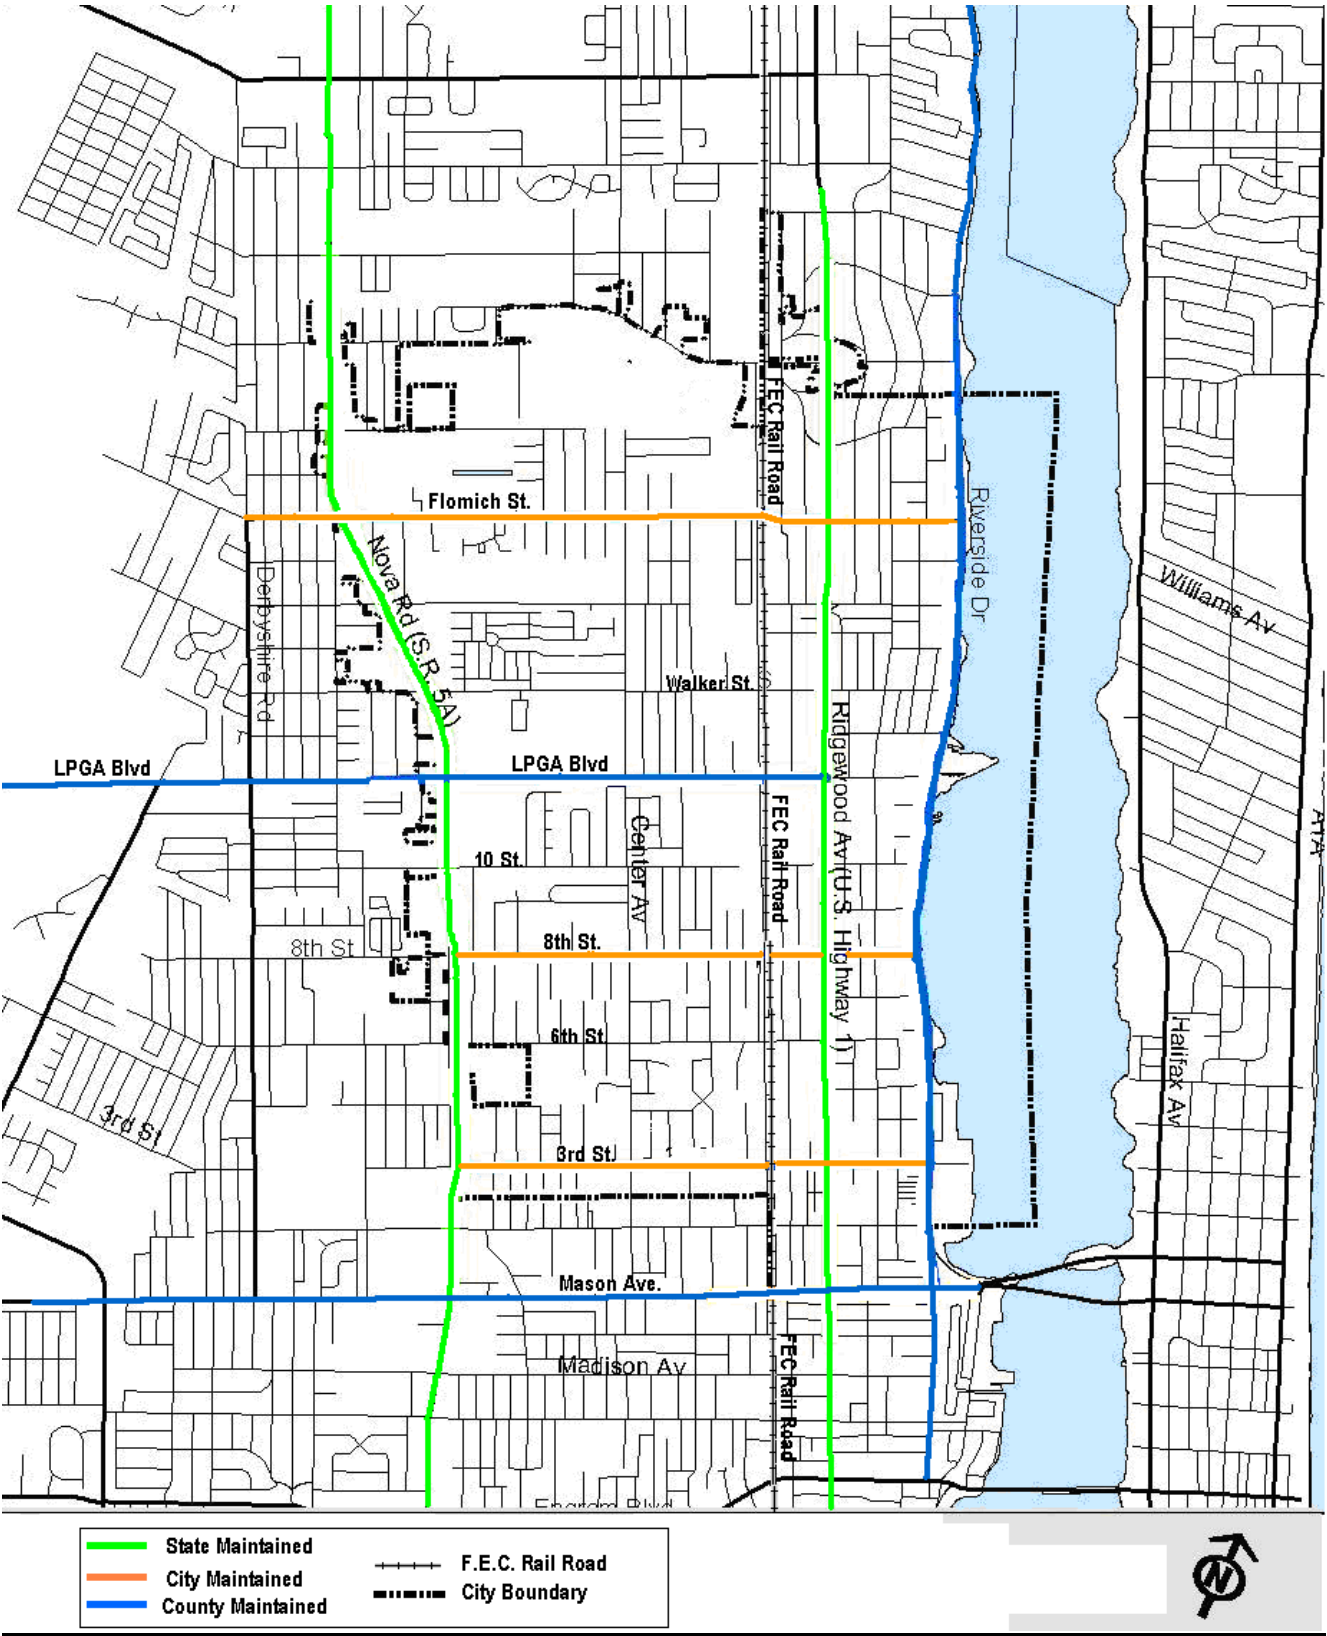 FEC Rail Road
Flomich St.
Riverside Dr
Nova Rd (S.R. 5A)
Derbyshire Rd
Williams Av
Walker St.
Ridgewood Av (U.S. Highway 1)
LPGA Blvd
LPGA Blvd
FEC Rail Road
Center Av
A1A
10 St.
8th St.
8th St
6th St.
Halifax Av
3rd St
3rd St.
Mason Ave.
Madison Av
FEC Rail Road
State Maintained
City Maintained
County Maintained
F.E.C. Rail Road
City Boundary
N